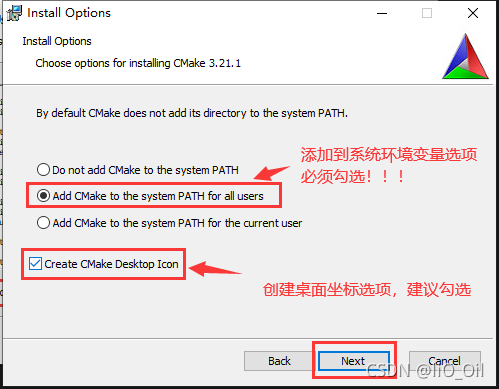 Install Options
Install Options
Choose options for installing CMake 3.21.1
By default CMake does not add its directory to the system PATH.
添加到系统环境变量选项
必须勾选！！！
Do not add CMake to the system PATH
Add CMake to the system PATH for all users
Add CMake to the system PATH for the current user
Create CMake Desktop Icon
创建桌面坐标选项，建议勾选
Back
Next
Cancel